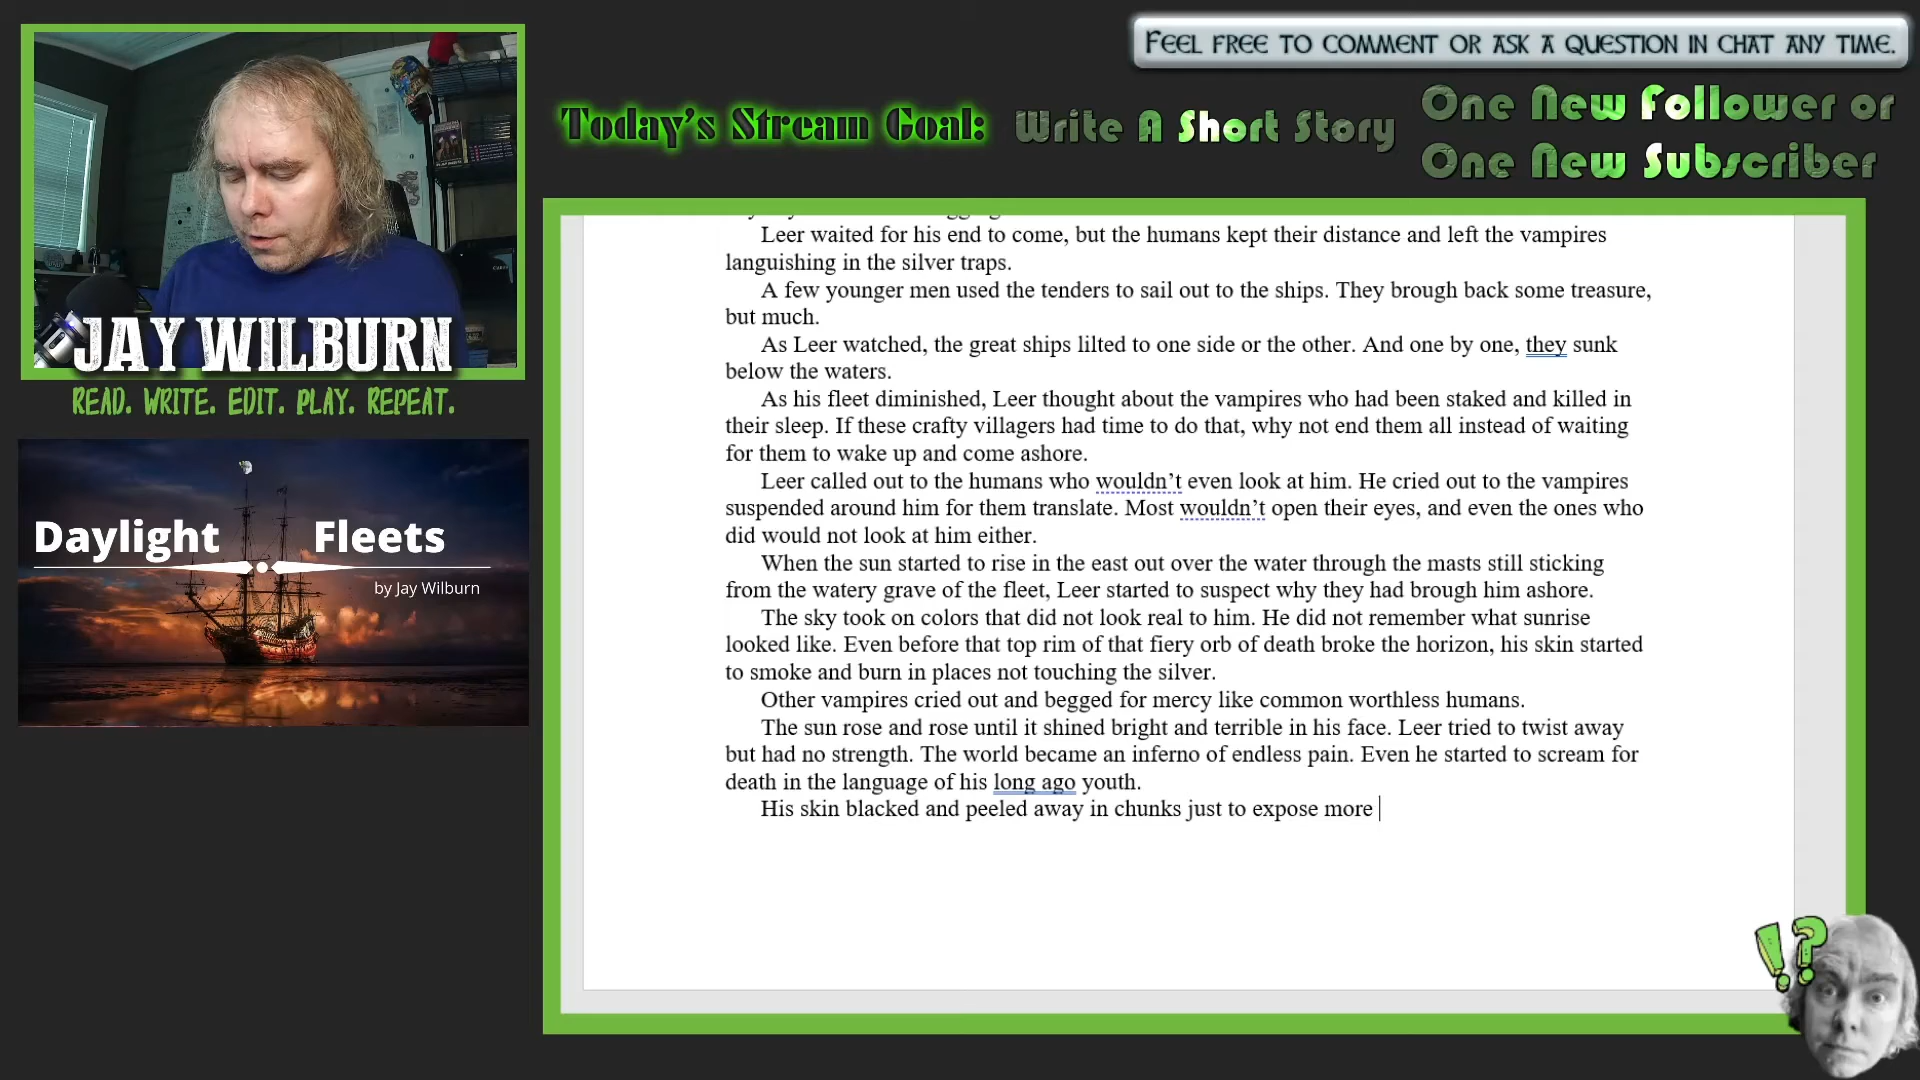 FEEL FREE TO COMMENT OR ASK A QUESTION IN CHAT ANY TIME.
Today's Stream Goal:
Write A Short Story
One New Follower or
One New Subscriber
JAY WILBURN
READ. WRITE. EDIT. PLAY. REPEAT.
Daylight Fleets
by Jay Wilburn
Leer waited for his end to come, but the humans kept their distance and left the vampires
languishing in the silver traps.
A few younger men used the tenders to sail out to the ships. They brough back some treasure,
but much.
As Leer watched, the great ships lilted to one side or the other. And one by one, they sunk
below the waters.
As his fleet diminished, Leer thought about the vampires who had been staked and killed in
their sleep. If these crafty villagers had time to do that, why not end them all instead of waiting
for them to wake up and come ashore.
Leer called out to the humans who wouldn't even look at him. He cried out to the vampires
suspended around him for them translate. Most wouldn't open their eyes, and even the ones who
did would not look at him either.
When the sun started to rise in the east out over the water through the masts still sticking
from the watery grave of the fleet, Leer started to suspect why they had brough him ashore.
The sky took on colors that did not look real to him. He did not remember what sunrise
looked like. Even before that top rim of that fiery orb of death broke the horizon, his skin started
to smoke and burn in places not touching the silver.
Other vampires cried out and begged for mercy like common worthless humans.
The sun rose and rose until it shined bright and terrible in his face. Leer tried to twist away
but had no strength. The world became an inferno of endless pain. Even he started to scream for
death in the language of his long ago youth.
His skin blacked and peeled away in chunks just to expose more
!?